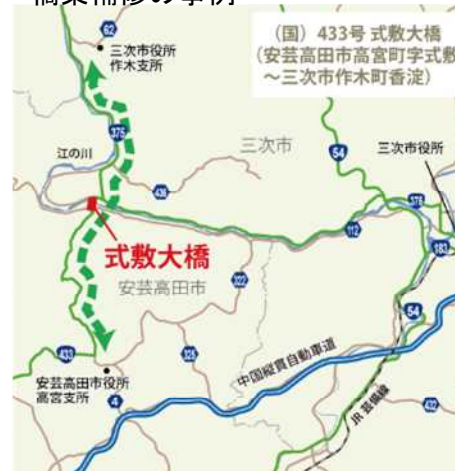 橋梁補修の事例
（国）433号 式敷大橋
（安芸高田市高宮町字式敷
～三次市作木町香淀）
62
三次市役所
作木支所
375
54
三次市役所
江の川
三次市
436
375
112
183
式敷大橋
322
安芸高田市
54
433
325
中国縦貫自動車道
安芸高田市役所
高宮支所
4
JR 芸備線
432